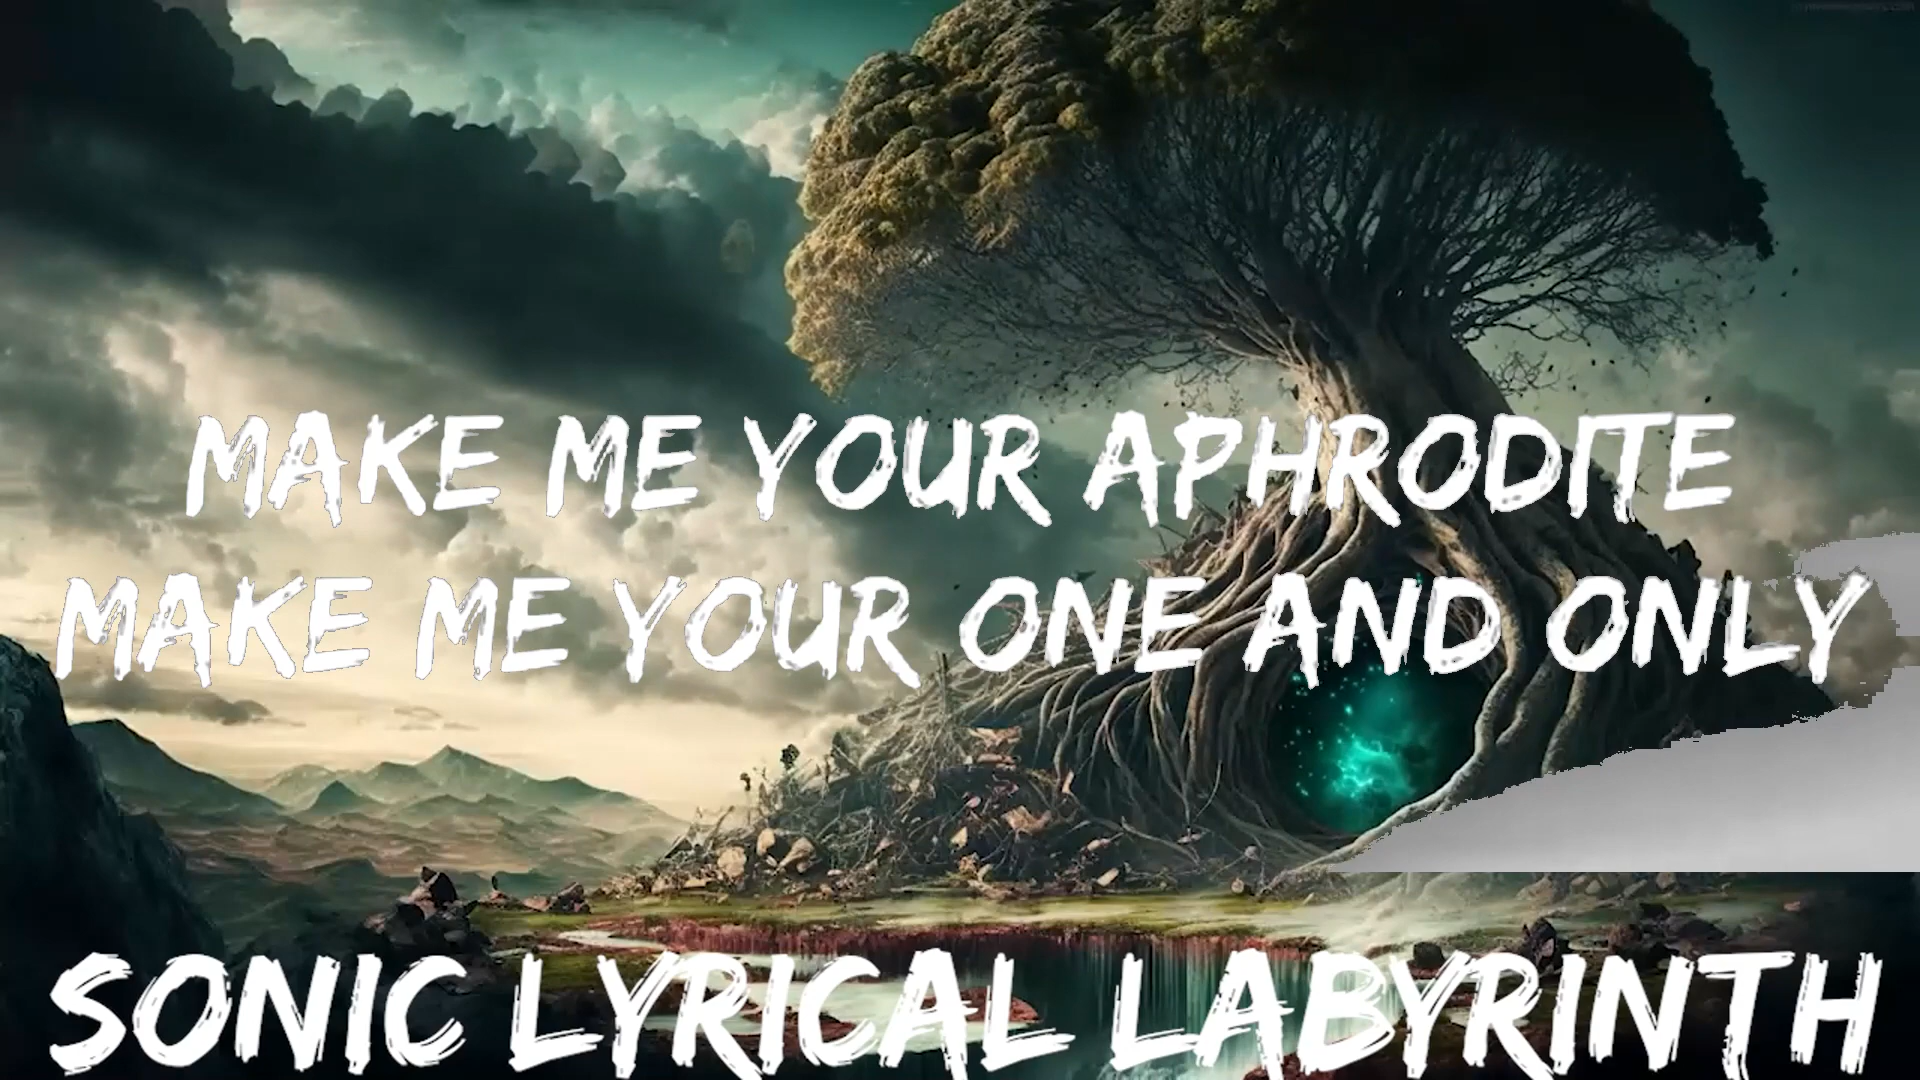 MAKE ME YOUR APHRODITE
MAKE ME YOUR ONE AND ONLY
SONIC LYRICAL LABYRINTH